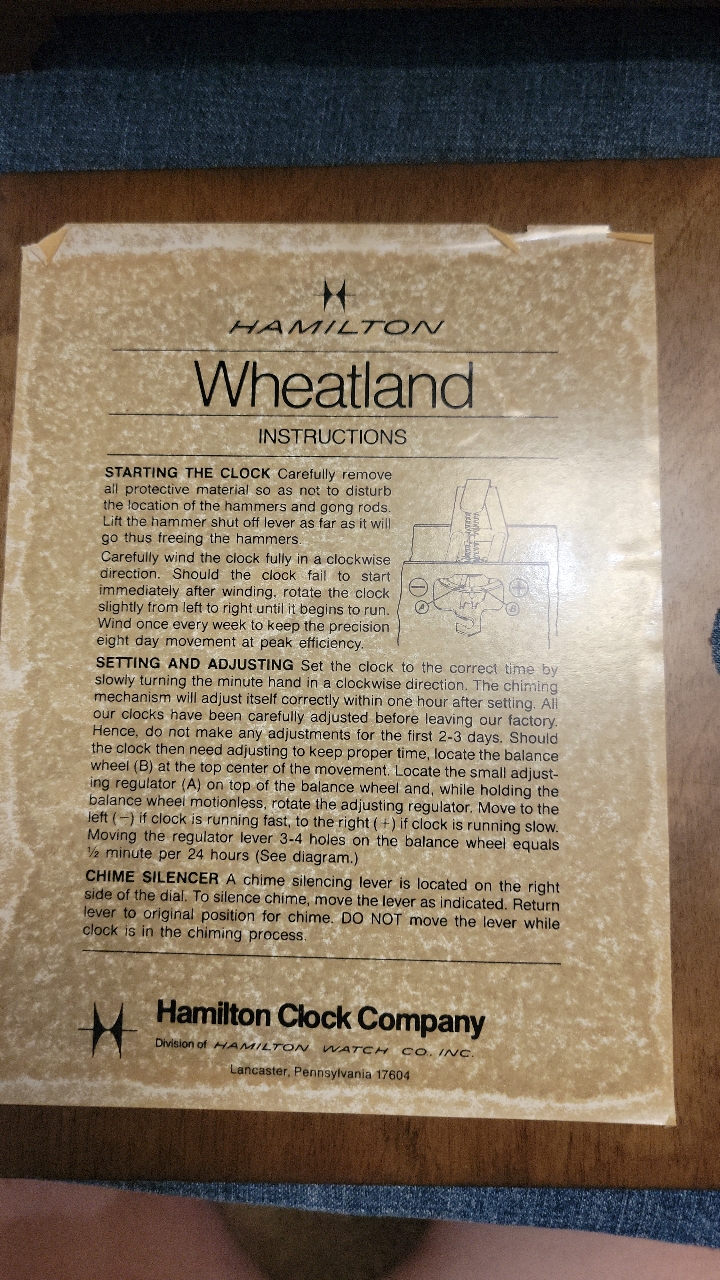 HAMILTON
Wheatland
INSTRUCTIONS
STARTING THE CLOCK Carefully remove
all protective material so as not to disturb
the location of the hammers and gong rods.
Lift the hammer shut off lever as far as it will
go thus freeing the hammers.
Carefully wind the clock fully in a clockwise
direction. Should the clock fail to start
immediately after winding, rotate the clock
slightly from left to right until it begins to run.
Wind once every week to keep the precision
eight day movement at peak efficiency.
− +
A B
SETTING AND ADJUSTING Set the clock to the correct time by
slowly turning the minute hand in a clockwise direction. The chiming
mechanism will adjust itself correctly within one hour after setting. All
our clocks have been carefully adjusted before leaving our factory.
Hence, do not make any adjustments for the first 2-3 days. Should
the clock then need adjusting to keep proper time, locate the balance
wheel (B) at the top center of the movement. Locate the small adjust-
ing regulator (A) on top of the balance wheel and, while holding the
balance wheel motionless, rotate the adjusting regulator. Move to the
left (−) if clock is running fast, to the right (+) if clock is running slow.
Moving the regulator lever 3-4 holes on the balance wheel equals
½ minute per 24 hours (See diagram.)
CHIME SILENCER A chime silencing lever is located on the right
side of the dial. To silence chime, move the lever as indicated. Return
lever to original position for chime. DO NOT move the lever while
clock is in the chiming process.
Hamilton Clock Company
Division of HAMILTON WATCH CO. INC.
Lancaster, Pennsylvania 17604